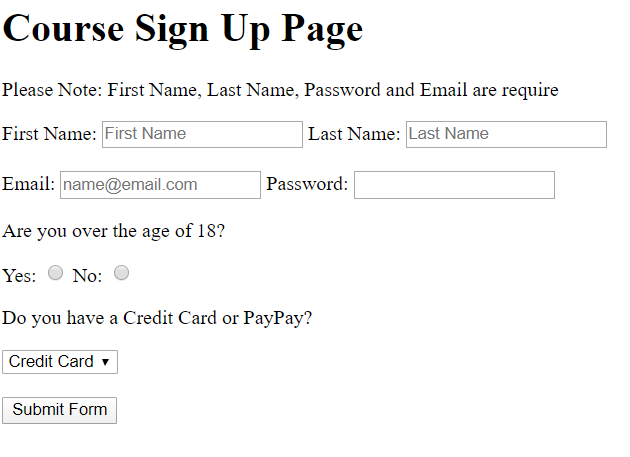 Course Sign Up Page
Please Note: First Name, Last Name, Password and Email are require
First Name: First Name Last Name: Last Name
Email: name@email.com Password:
Are you over the age of 18?
Yes: No:
Do you have a Credit Card or PayPay?
Credit Card
Submit Form